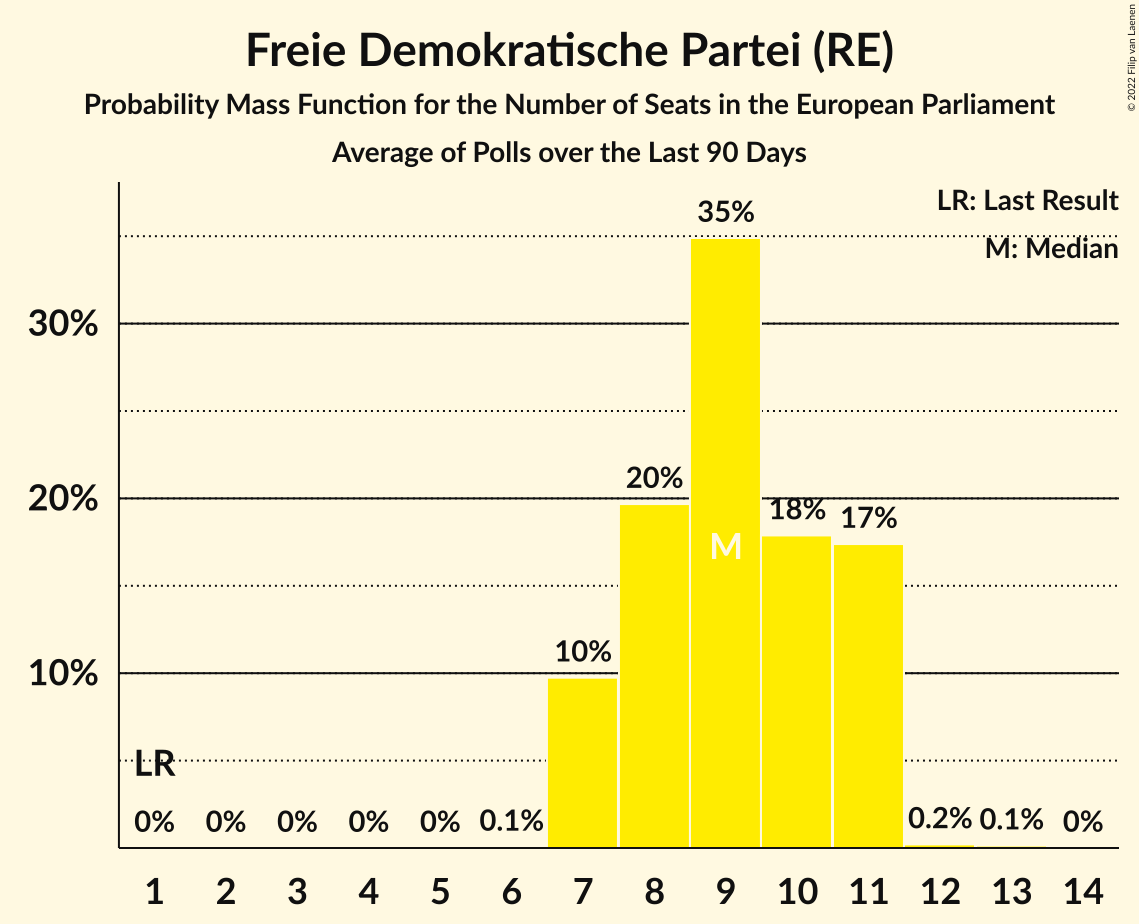 Freie Demokratische Partei (RE)
Probability Mass Function for the Number of Seats in the European Parliament
Average of Polls over the Last 90 Days
© 2022 Filip van Laenen
LR: Last Result
M: Median
35%
30%
20%
20%
18%
17%
M
10%
10%
LR
0% 0% 0% 0% 0% 0.1% 0.2% 0.1% 0%
1 2 3 4 5 6 7 8 9 10 11 12 13 14